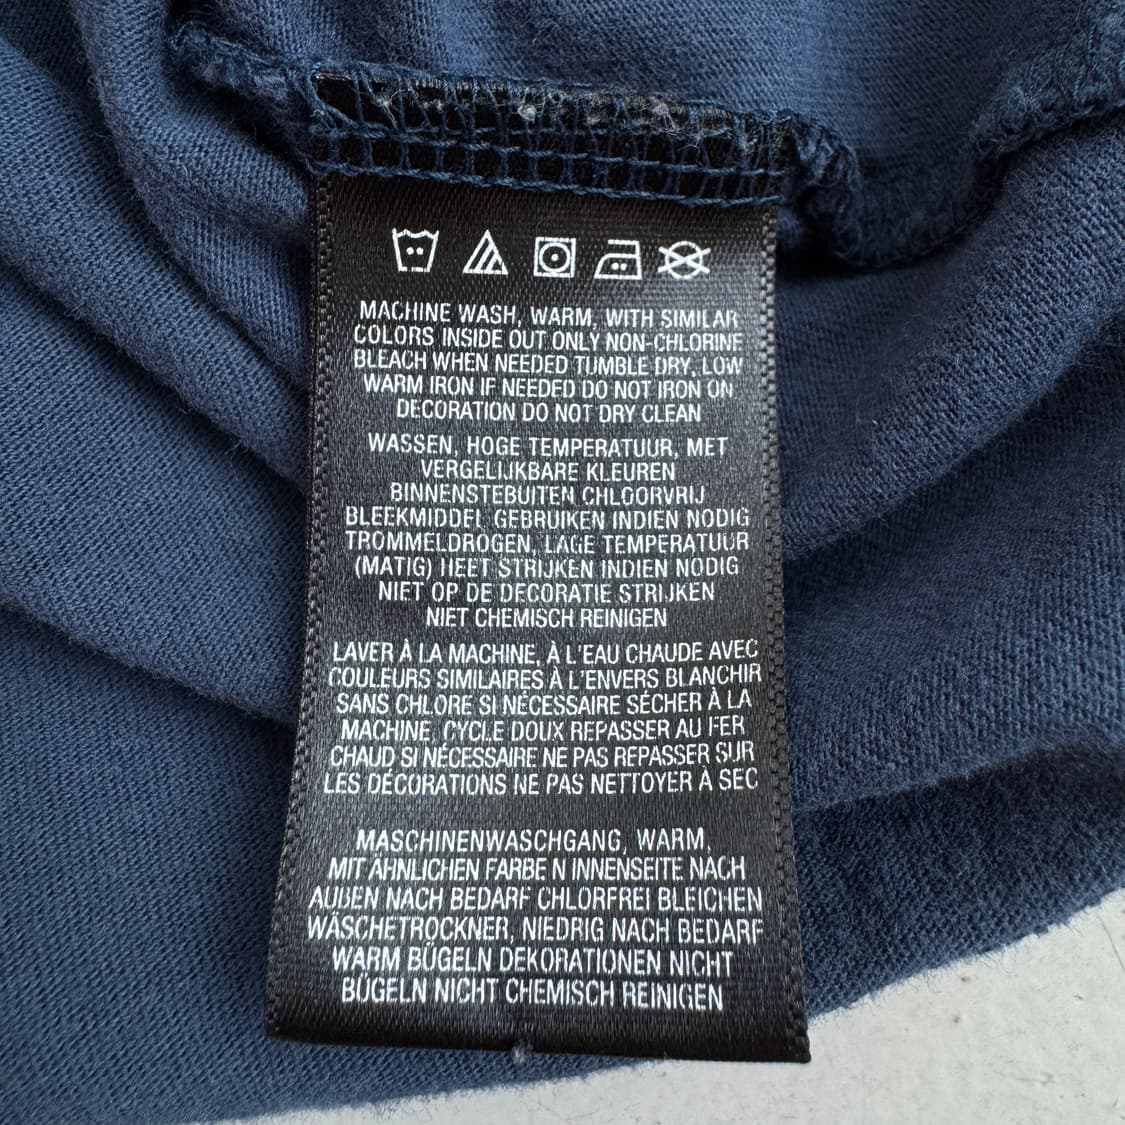 MACHINE WASH, WARM, WITH SIMILAR
COLORS INSIDE OUT ONLY NON-CHLORINE
BLEACH WHEN NEEDED TUMBLE DRY, LOW
WARM IRON IF NEEDED DO NOT IRON ON
DECORATION DO NOT DRY CLEAN
WASSEN, HOGE TEMPERATUUR, MET
VERGELIJKBARE KLEUREN
BINNENSTEBUITEN CHLOORVRIJ
BLEEKMIDDEL GEBRUIKEN INDIEN NODIG
TROMMELDROGEN, LAGE TEMPERATUUR
(MATIG) HEET STRIJKEN INDIEN NODIG
NIET OP DE DECORATIE STRIJKEN
NIET CHEMISCH REINIGEN
LAVER À LA MACHINE, À L'EAU CHAUDE AVEC
COULEURS SIMILAIRES À L'ENVERS BLANCHIR
SANS CHLORE SI NÉCESSAIRE SÉCHER À LA
MACHINE, CYCLE DOUX REPASSER AU FER
CHAUD SI NÉCESSAIRE NE PAS REPASSER SUR
LES DÉCORATIONS NE PAS NETTOYER À SEC
MASCHINENWASCHGANG, WARM,
MIT ÄHNLICHEN FARBE N INNENSEITE NACH
AUßEN NACH BEDARF CHLORFREI BLEICHEN
WÄSCHETROCKNER, NIEDRIG NACH BEDARF
WARM BÜGELN DEKORATIONEN NICHT
BÜGELN NICHT CHEMISCH REINIGEN